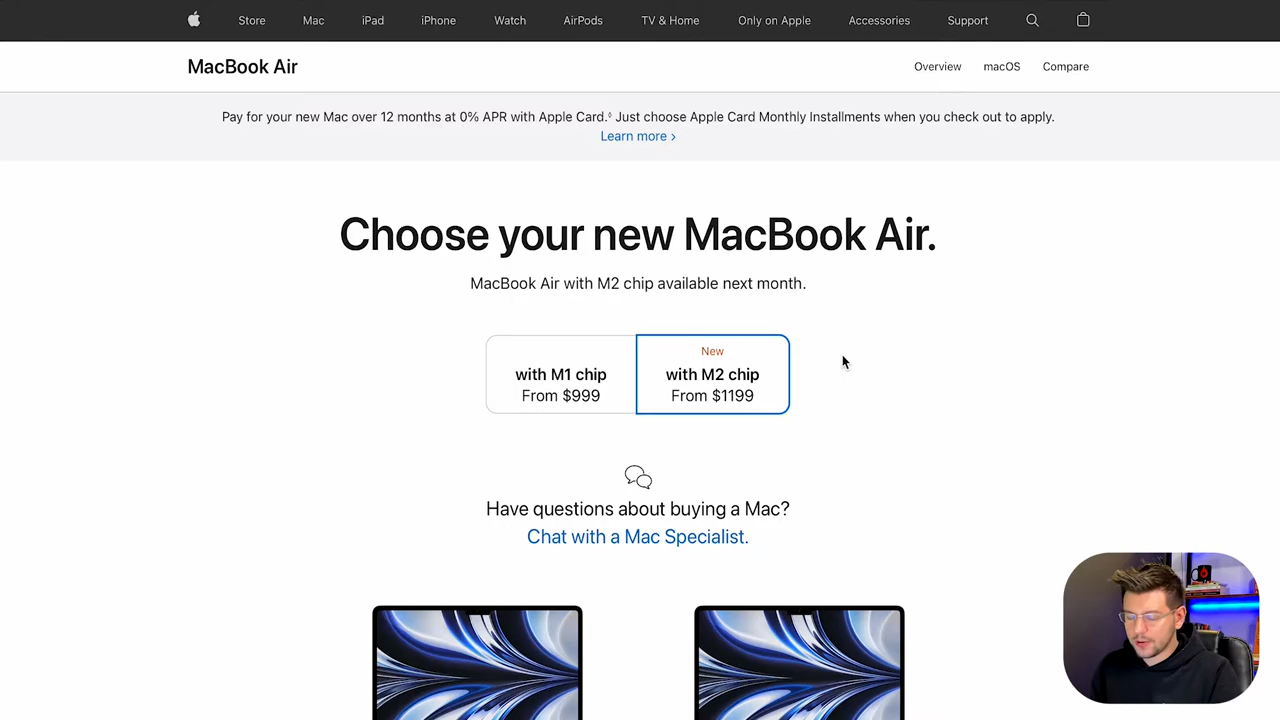 Store Mac iPad iPhone Watch AirPods TV & Home Only on Apple Accessories Support
MacBook Air Overview macOS Compare
Pay for your new Mac over 12 months at 0% APR with Apple Card.◊ Just choose Apple Card Monthly Installments when you check out to apply.
Learn more >
Choose your new MacBook Air.
MacBook Air with M2 chip available next month.
New
with M1 chip with M2 chip
From $999 From $1199
Have questions about buying a Mac?
Chat with a Mac Specialist.